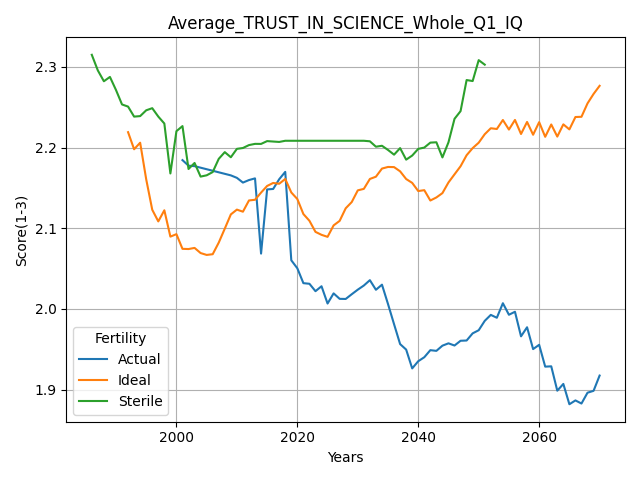 Average_TRUST_IN_SCIENCE_Whole_Q1_IQ
Score(1-3)
2.3
2.2
2.1
2.0
1.9
Fertility
Actual
Ideal
Sterile
2000 2020 2040 2060
Years